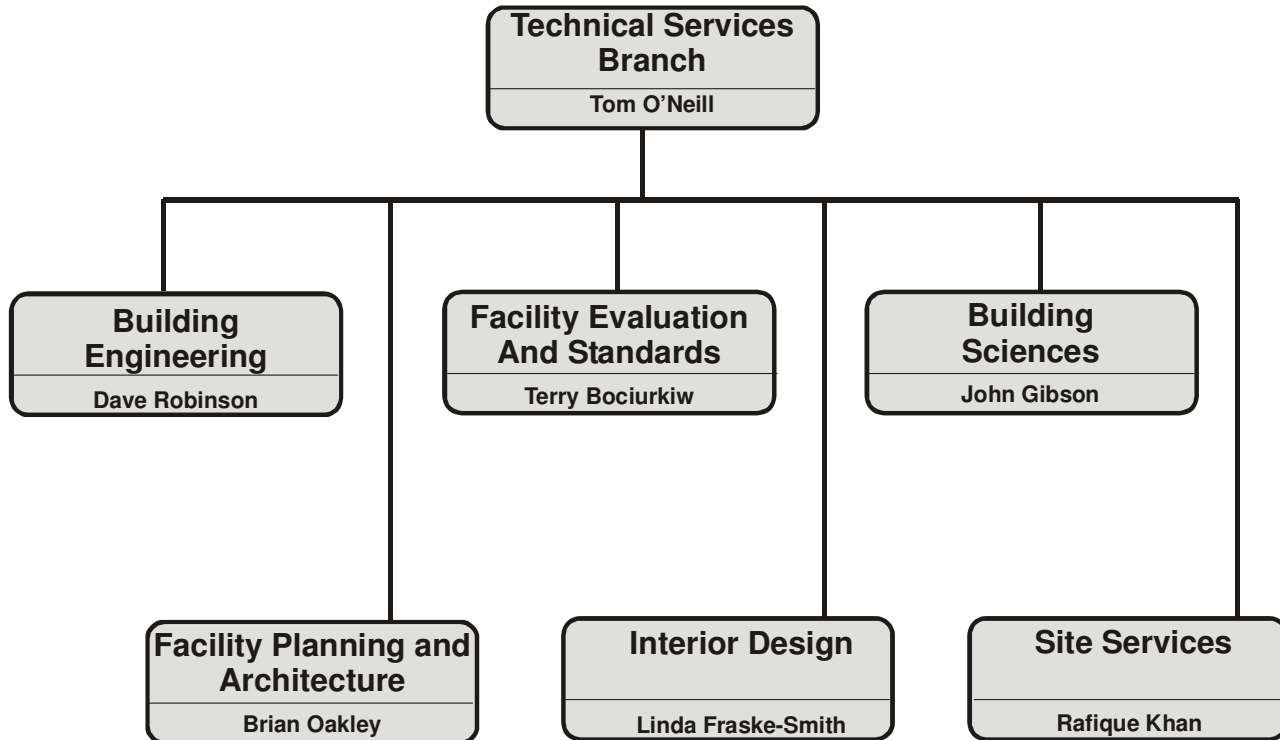 Technical Services
Branch
Tom O’Neill
Building
Engineering
Dave Robinson
Facility Evaluation
And Standards
Terry Bociurkiw
Building
Sciences
John Gibson
Facility Planning and
Architecture
Brian Oakley
Interior Design
Linda Fraske-Smith
Site Services
Rafique Khan